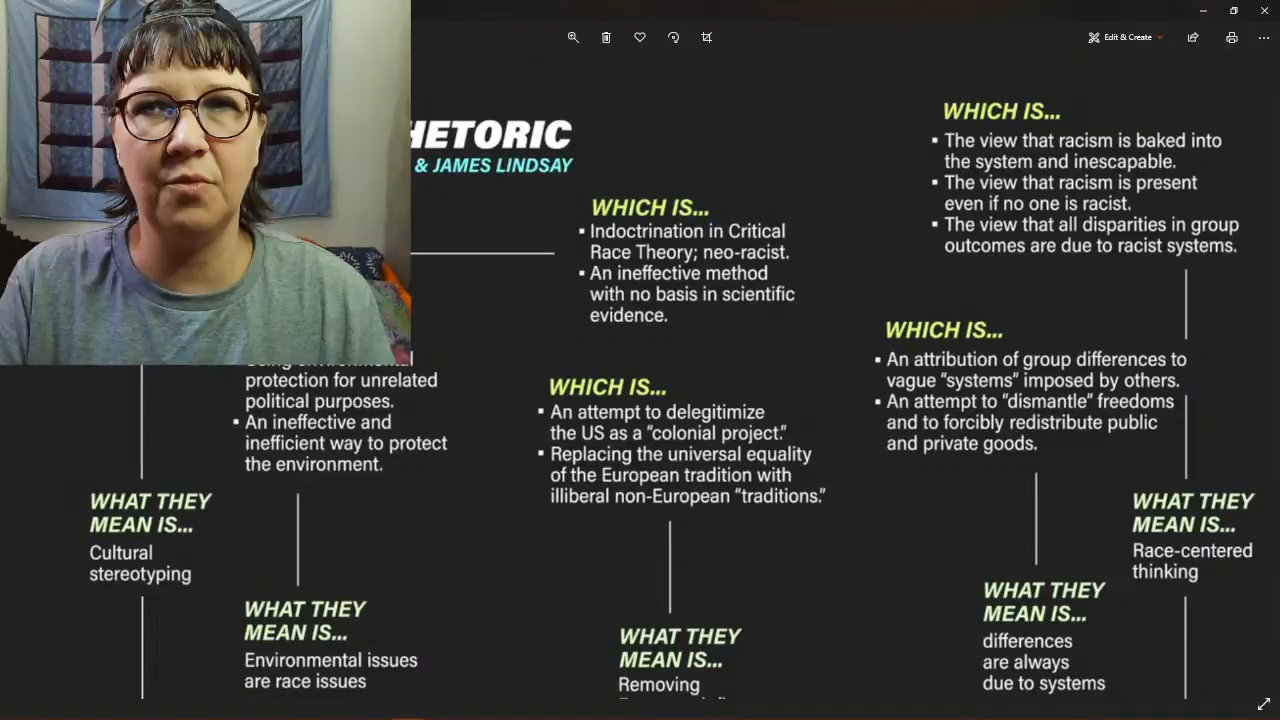 Edit & Create
HETORIC
& JAMES LINDSAY
WHICH IS...
▪ The view that racism is baked into
the system and inescapable.
▪ The view that racism is present
even if no one is racist.
▪ The view that all disparities in group
outcomes are due to racist systems.
WHICH IS...
▪ Indoctrination in Critical
Race Theory; neo-racist.
▪ An ineffective method
with no basis in scientific
evidence.
WHICH IS...
▪ An attribution of group differences to
vague "systems" imposed by others.
▪ An attempt to "dismantle" freedoms
and to forcibly redistribute public
and private goods.
protection for unrelated
political purposes.
▪ An ineffective and
inefficient way to protect
the environment.
WHICH IS...
▪ An attempt to delegitimize
the US as a "colonial project."
▪ Replacing the universal equality
of the European tradition with
illiberal non-European "traditions."
WHAT THEY
MEAN IS...
Cultural
stereotyping
WHAT THEY
MEAN IS...
Race-centered
thinking
WHAT THEY
MEAN IS...
Environmental issues
are race issues
WHAT THEY
MEAN IS...
Removing
WHAT THEY
MEAN IS...
differences
are always
due to systems